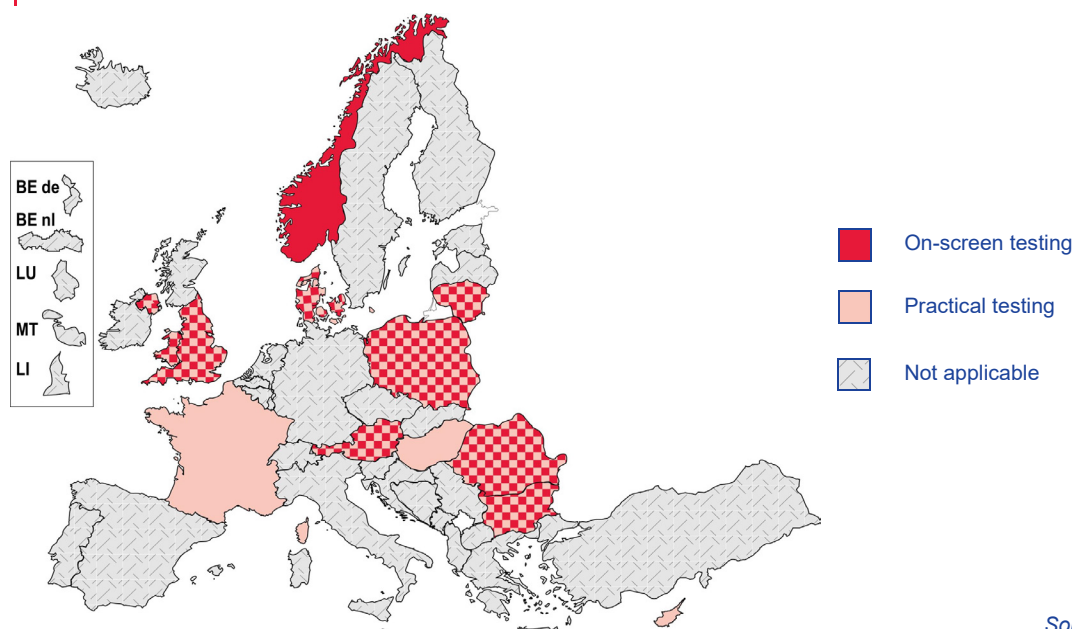 BE de
BE nl
LU
MT
LI
On-screen testing
Practical testing
Not applicable